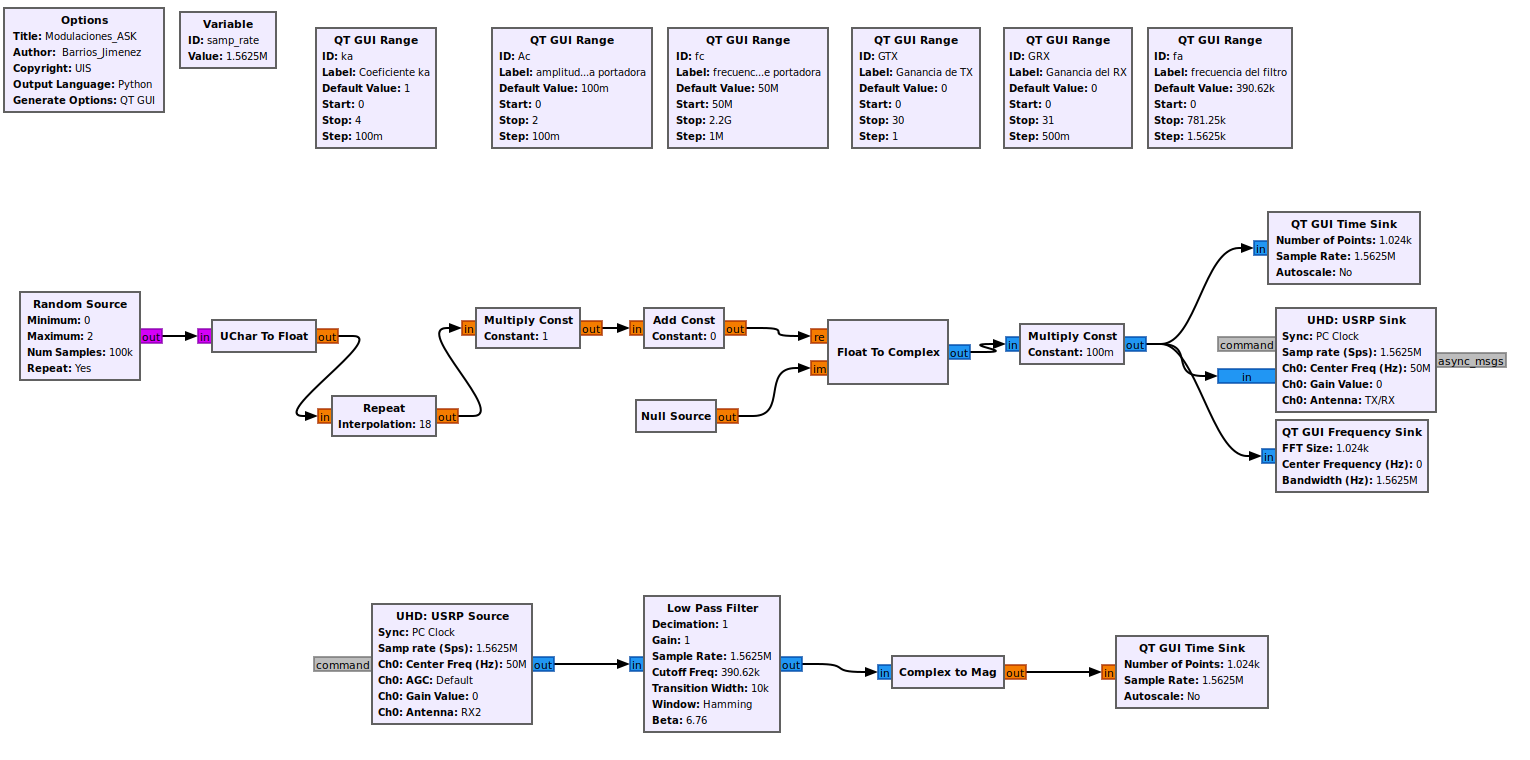 Options
Title: Modulaciones_ASK
Author: Barrios_Jimenez
Copyright: UIS
Output Language: Python
Generate Options: QT GUI
Variable
ID: samp_rate
Value: 1.5625M
QT GUI Range
ID: ka
Label: Coeficiente ka
Default Value: 1
Start: 0
Stop: 4
Step: 100m
QT GUI Range
ID: Ac
Label: amplitud...a portadora
Default Value: 100m
Start: 0
Stop: 2
Step: 100m
QT GUI Range
ID: fc
Label: frecuenc...e portadora
Default Value: 50M
Start: 50M
Stop: 2.2G
Step: 1M
QT GUI Range
ID: GTX
Label: Ganancia de TX
Default Value: 0
Start: 0
Stop: 30
Step: 1
QT GUI Range
ID: GRX
Label: Ganancia del RX
Default Value: 0
Start: 0
Stop: 31
Step: 500m
QT GUI Range
ID: fa
Label: frecuencia del filtro
Default Value: 390.62k
Start: 0
Stop: 781.25k
Step: 1.5625k
Random Source
Minimum: 0
Maximum: 2
Num Samples: 100k
Repeat: Yes
out
in
UChar To Float
out
in
Repeat
Interpolation: 18
out
in
Multiply Const
Constant: 1
out
in
Add Const
Constant: 0
out
Null Source
out
re
im
Float To Complex
out
in
Multiply Const
Constant: 100m
out
in
QT GUI Time Sink
Number of Points: 1.024k
Sample Rate: 1.5625M
Autoscale: No
command
in
UHD: USRP Sink
Sync: PC Clock
Samp rate (Sps): 1.5625M
Ch0: Center Freq (Hz): 50M
Ch0: Gain Value: 0
Ch0: Antenna: TX/RX
async_msgs
in
QT GUI Frequency Sink
FFT Size: 1.024k
Center Frequency (Hz): 0
Bandwidth (Hz): 1.5625M
command
UHD: USRP Source
Sync: PC Clock
Samp rate (Sps): 1.5625M
Ch0: Center Freq (Hz): 50M
Ch0: AGC: Default
Ch0: Gain Value: 0
Ch0: Antenna: RX2
out
in
Low Pass Filter
Decimation: 1
Gain: 1
Sample Rate: 1.5625M
Cutoff Freq: 390.62k
Transition Width: 10k
Window: Hamming
Beta: 6.76
out
in
Complex to Mag
out
in
QT GUI Time Sink
Number of Points: 1.024k
Sample Rate: 1.5625M
Autoscale: No